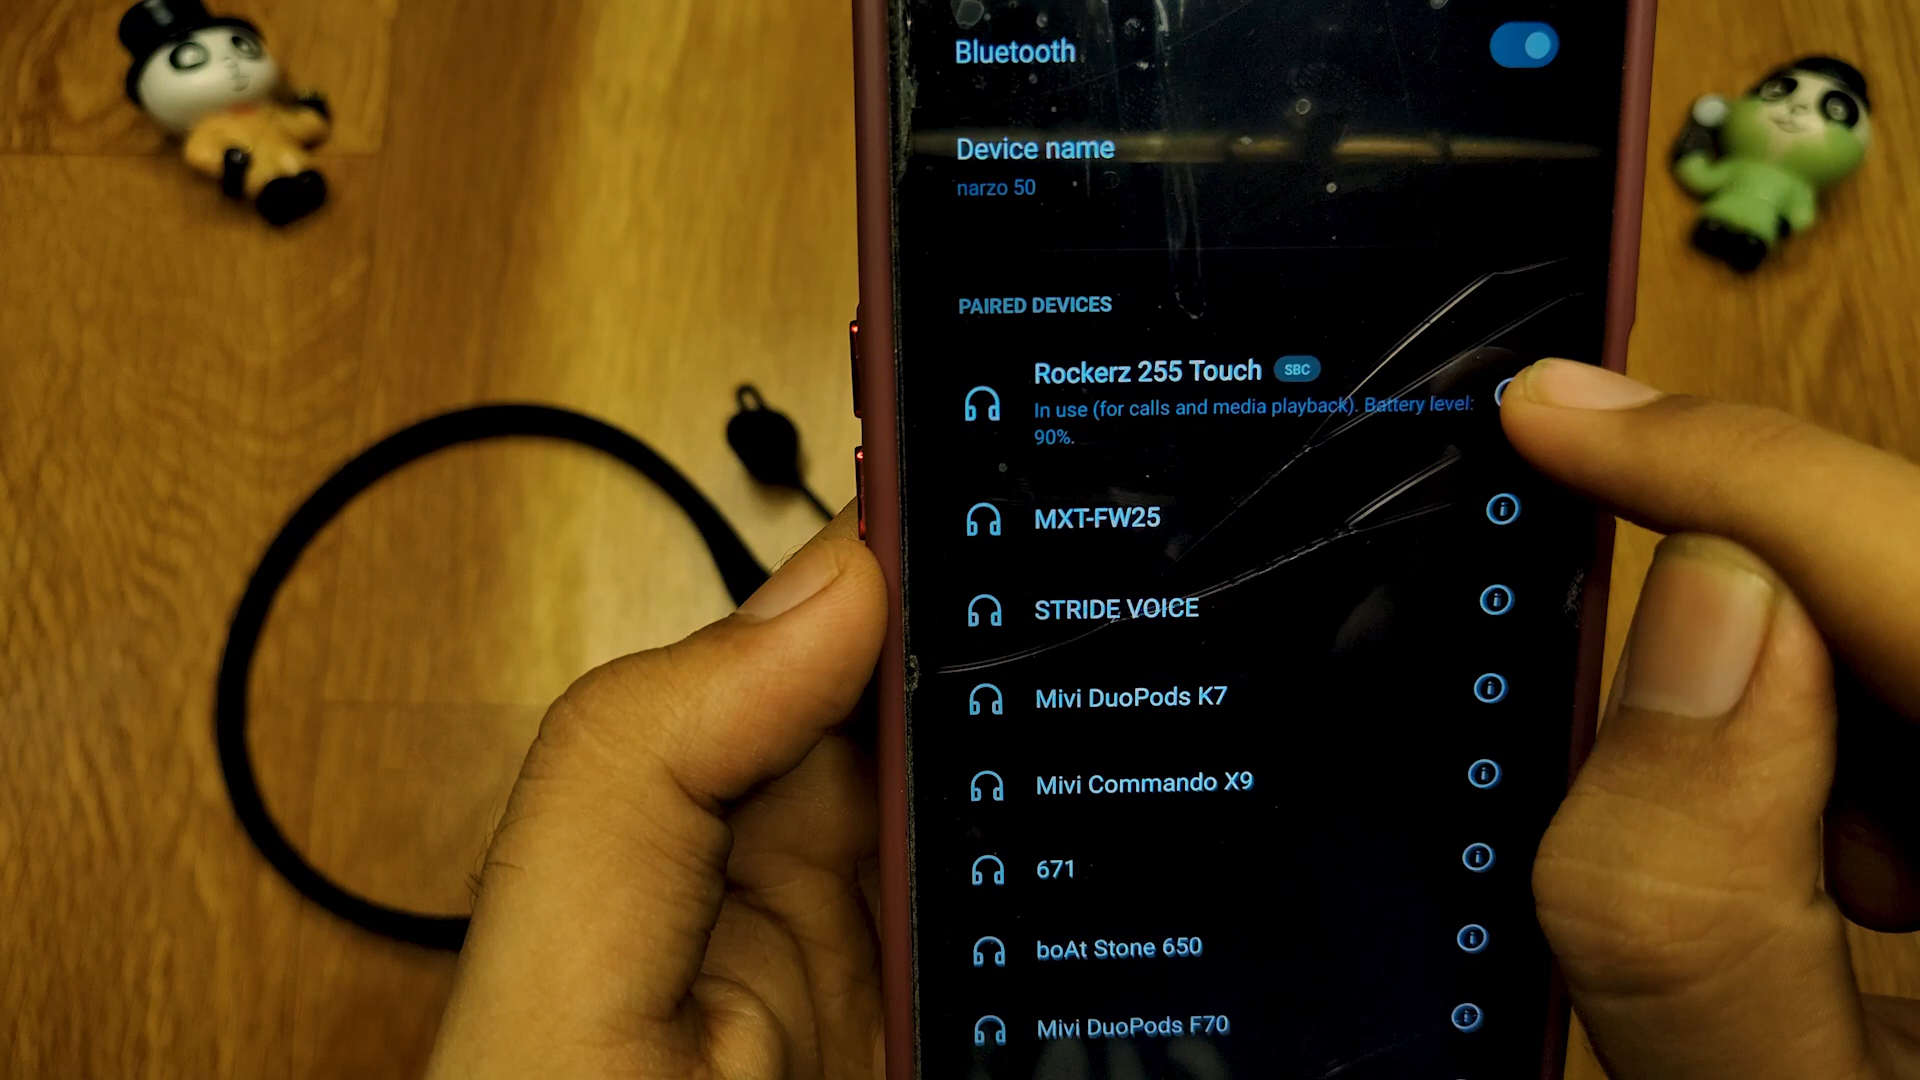 Bluetooth
Device name
narzo 50
PAIRED DEVICES
Rockerz 255 Touch SBC
In use (for calls and media playback). Battery level:
90%.
MXT-FW25
STRIDE VOICE
Mivi DuoPods K7
Mivi Commando X9
671
boAt Stone 650
Mivi DuoPods F70